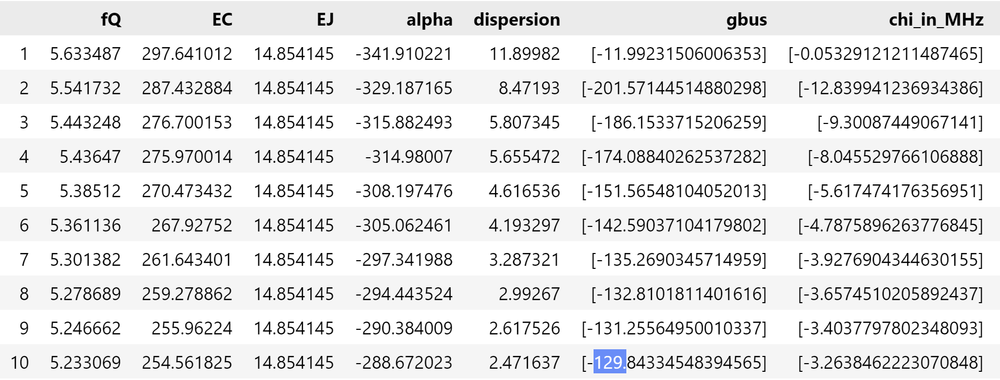 fQ EC EJ alpha dispersion gbus chi_in_MHz
1 5.633487 297.641012 14.854145 -341.910221 11.89982 [-11.99231506006353] [-0.05329121211487465]
2 5.541732 287.432884 14.854145 -329.187165 8.47193 [-201.57144514880298] [-12.839941236934386]
3 5.443248 276.700153 14.854145 -315.882493 5.807345 [-186.1533715206259] [-9.30087449067141]
4 5.43647 275.970014 14.854145 -314.98007 5.655472 [-174.08840262537282] [-8.045529766106888]
5 5.38512 270.473432 14.854145 -308.197476 4.616536 [-151.56548104052013] [-5.617474176356951]
6 5.361136 267.92752 14.854145 -305.062461 4.193297 [-142.59037104179802] [-4.7875896263776845]
7 5.301382 261.643401 14.854145 -297.341988 3.287321 [-135.2690345714959] [-3.9276904344630155]
8 5.278689 259.278862 14.854145 -294.443524 2.99267 [-132.8101811401616] [-3.6574510205892437]
9 5.246662 255.96224 14.854145 -290.384009 2.617526 [-131.25564950010337] [-3.4037797802348093]
10 5.233069 254.561825 14.854145 -288.672023 2.471637 [-129.84334548394565] [-3.2638462223070848]